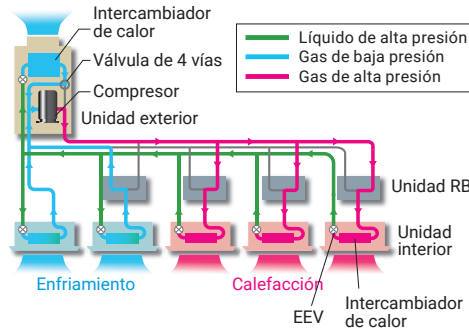 Intercambiador
de calor
Válvula de 4 vías
Compresor
Unidad exterior
Líquido de alta presión
Gas de baja presión
Gas de alta presión
Unidad RB
Unidad
interior
Enfriamiento
Calefacción
EEV
Intercambiador
de calor